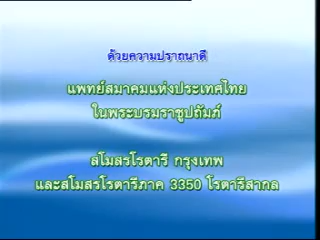 ด้วยความปราถนาดี
แพทย์สมาคมแห่งประเทศไทย
ในพระบรมราชูปถัมภ์
สโมสรโรตารี กรุงเทพ
และสโมสรโรตารีภาค 3350 โรตารีสากล